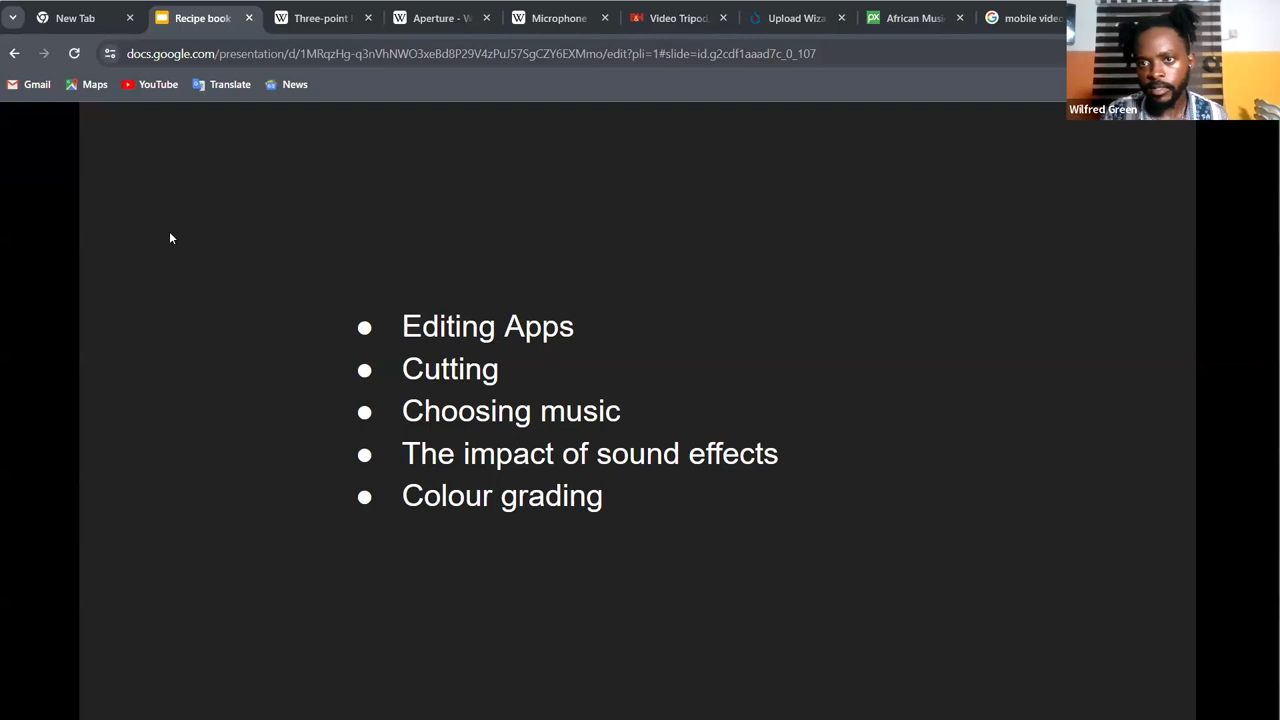 New Tab
Recipe book
Three-point
Aperture - W
Microphone
Video Tripod
Upload Wiza
African Musi
mobile video
docs.google.com/presentation/d/1MRqzHg-q3nVhNWO3xeBd8P29V4z0yJS7SgCZY6EXMmo/edit?pli=1#slide=id.g2cdf1aaad7c_0_107
Gmail
Maps
YouTube
Translate
News
Wilfred Green
● Editing Apps
● Cutting
● Choosing music
● The impact of sound effects
● Colour grading